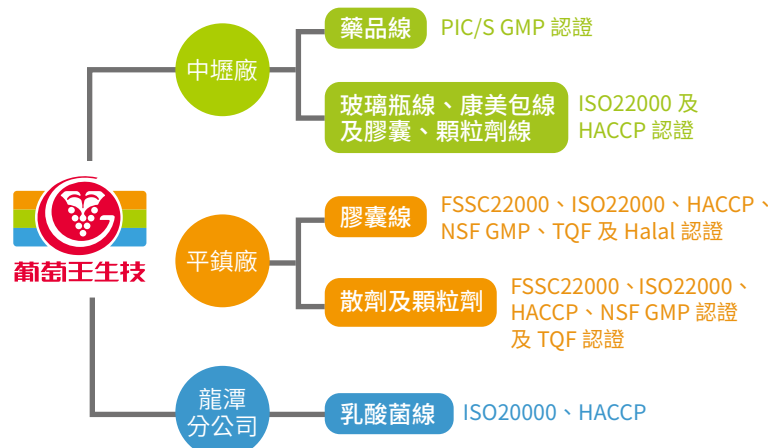 葡萄王生技
中壢廠
藥品線
PIC/S GMP 認證
玻璃瓶線、康美包線
及膠囊、顆粒劑線
ISO22000 及
HACCP 認證
平鎮廠
膠囊線
FSSC22000、ISO22000、HACCP、
NSF GMP、TQF 及 Halal 認證
散劑及顆粒劑
FSSC22000、ISO22000、
HACCP、NSF GMP 認證
及 TQF 認證
龍潭
分公司
乳酸菌線
ISO20000、HACCP